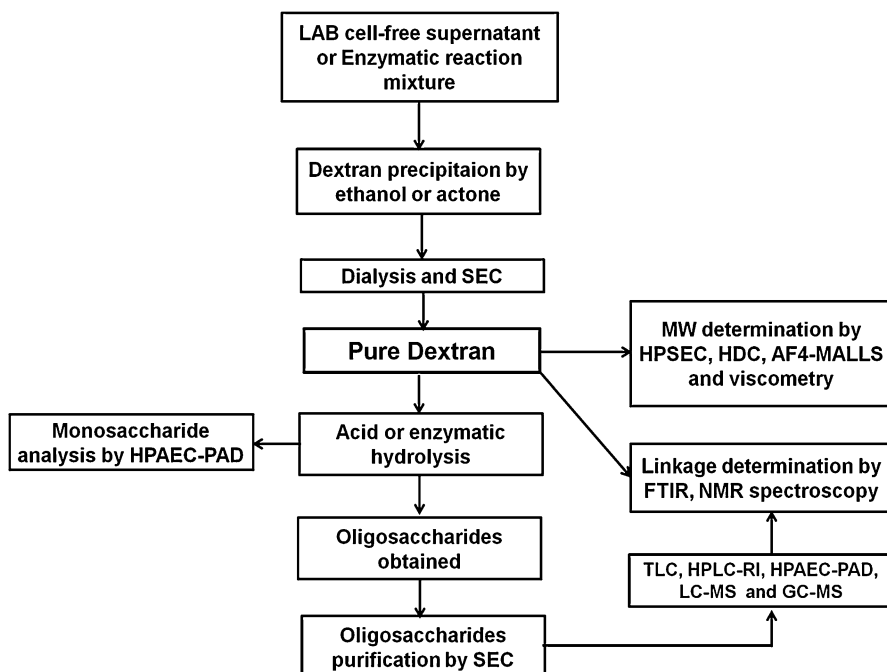 LAB cell-free supernatant
or Enzymatic reaction
mixture
Dextran precipitaion by
ethanol or actone
Dialysis and SEC
Pure Dextran
MW determination by
HPSEC, HDC, AF4-MALLS
and viscometry
Monosaccharide
analysis by HPAEC-PAD
Acid or enzymatic
hydrolysis
Linkage determination by
FTIR, NMR spectroscopy
Oligosaccharides
obtained
TLC, HPLC-RI, HPAEC-PAD,
LC-MS and GC-MS
Oligosaccharides
purification by SEC